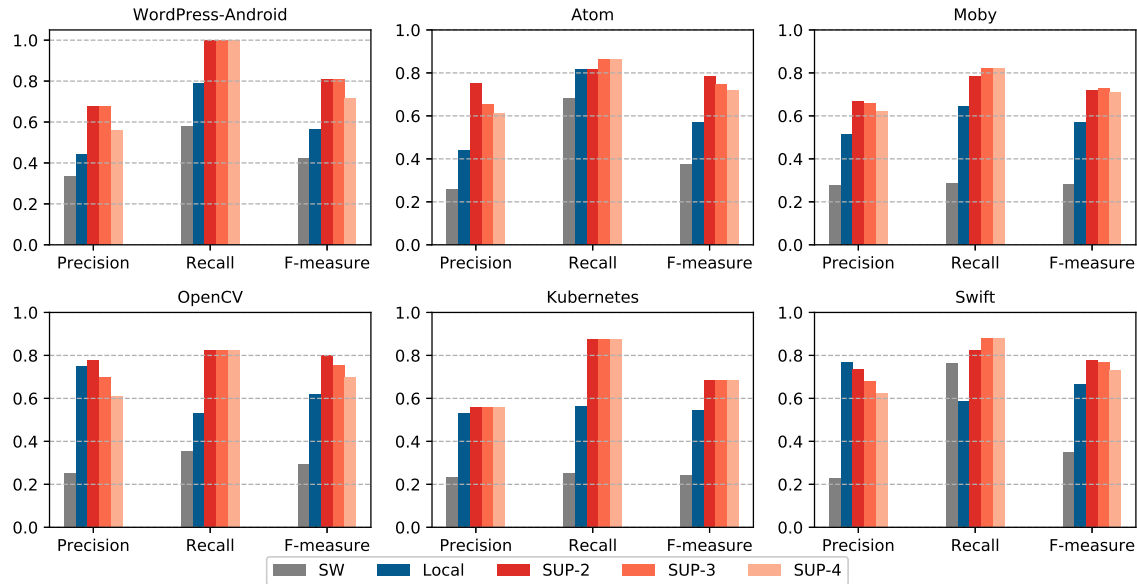 WordPress-Android
Atom
Moby
1.0
0.8
0.6
0.4
0.2
0.0
Precision
Recall
F-measure
1.0
0.8
0.6
0.4
0.2
0.0
Precision
Recall
F-measure
1.0
0.8
0.6
0.4
0.2
0.0
Precision
Recall
F-measure
OpenCV
Kubernetes
Swift
1.0
0.8
0.6
0.4
0.2
0.0
Precision
Recall
F-measure
1.0
0.8
0.6
0.4
0.2
0.0
Precision
Recall
F-measure
1.0
0.8
0.6
0.4
0.2
0.0
Precision
Recall
F-measure
SW Local SUP-2 SUP-3 SUP-4